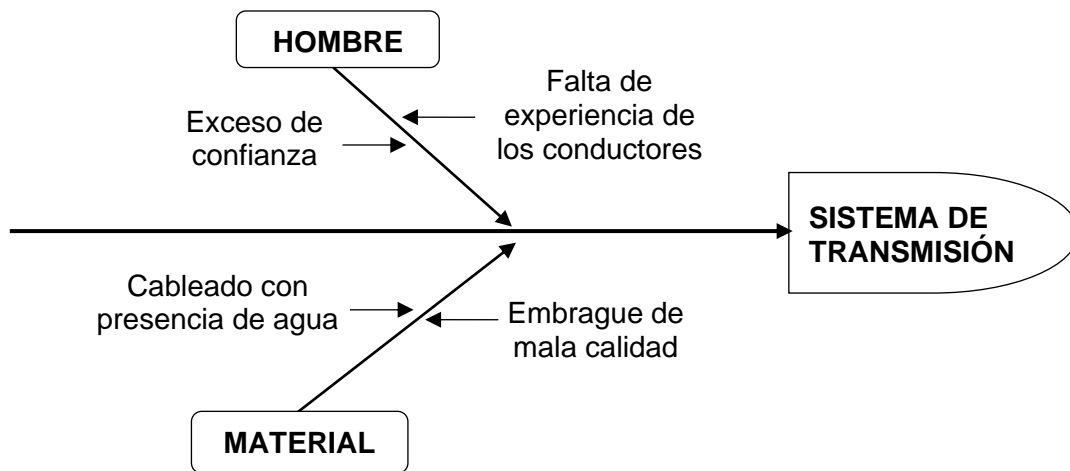 HOMBRE
Falta de
experiencia de
los conductores
Exceso de
confianza
SISTEMA DE
TRANSMISIÓN
Cableado con
presencia de agua
Embrague de
mala calidad
MATERIAL